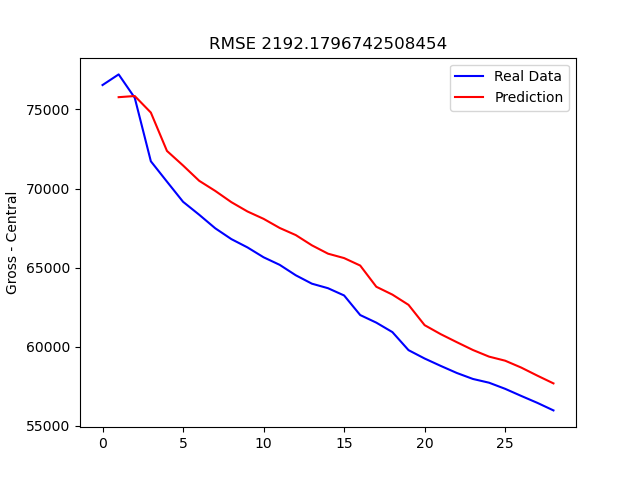 RMSE 2192.1796742508454
Real Data
Prediction
Gross - Central
75000
70000
65000
60000
55000
0 5 10 15 20 25